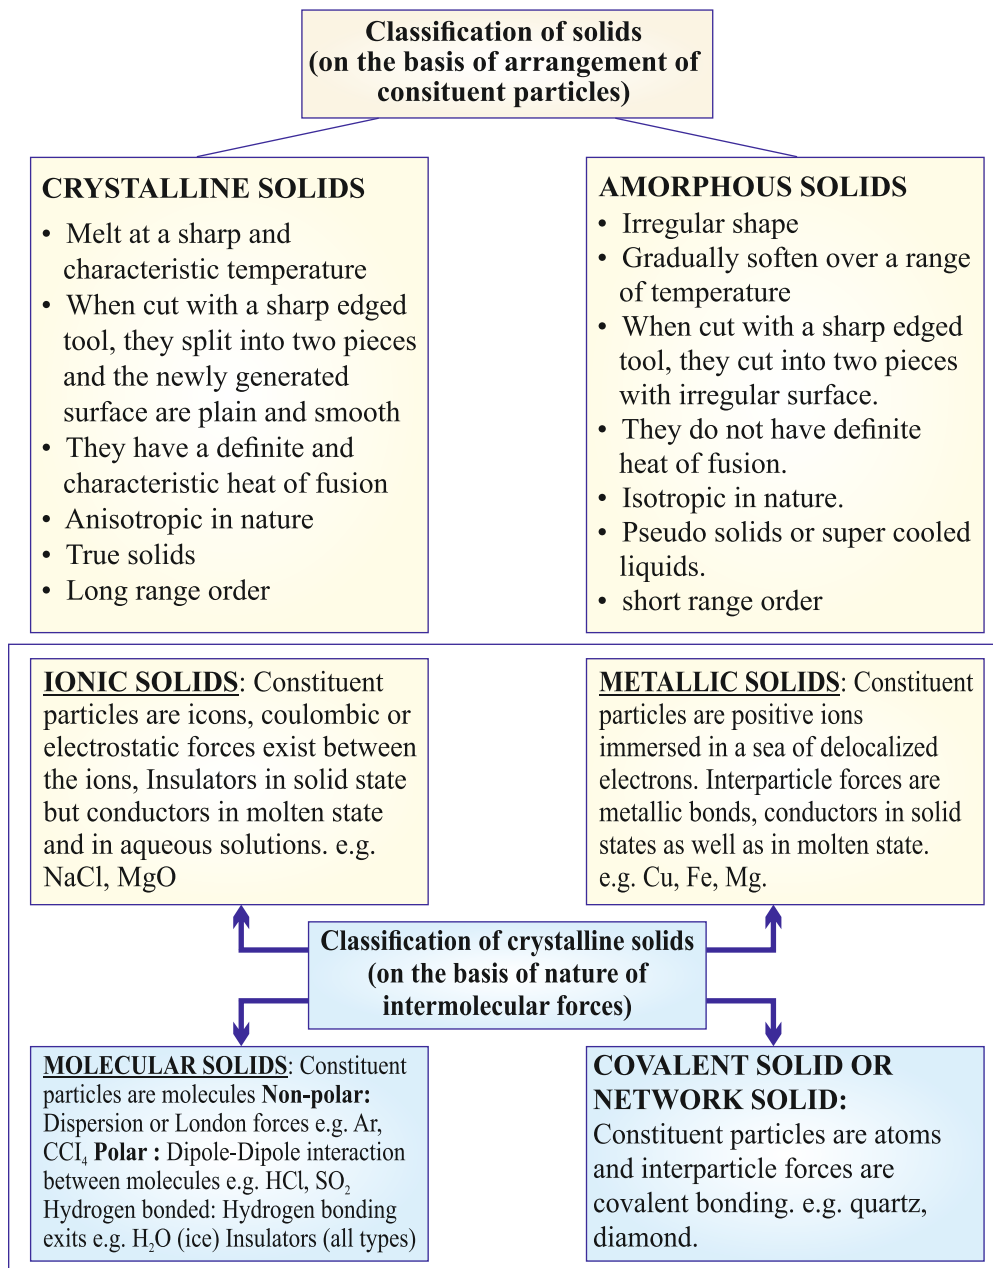 Classification of solids
(on the basis of arrangement of
consituent particles)
CRYSTALLINE SOLIDS
• Melt at a sharp and
characteristic temperature
• When cut with a sharp edged
tool, they split into two pieces
and the newly generated
surface are plain and smooth
• They have a definite and
characteristic heat of fusion
• Anisotropic in nature
• True solids
• Long range order
AMORPHOUS SOLIDS
• Irregular shape
• Gradually soften over a range
of temperature
• When cut with a sharp edged
tool, they cut into two pieces
with irregular surface.
• They do not have definite
heat of fusion.
• Isotropic in nature.
• Pseudo solids or super cooled
liquids.
• short range order
IONIC SOLIDS: Constituent
particles are icons, coulombic or
electrostatic forces exist between
the ions, Insulators in solid state
but conductors in molten state
and in aqueous solutions. e.g.
NaCl, MgO
METALLIC SOLIDS: Constituent
particles are positive ions
immersed in a sea of delocalized
electrons. Interparticle forces are
metallic bonds, conductors in solid
states as well as in molten state.
e.g. Cu, Fe, Mg.
Classification of crystalline solids
(on the basis of nature of
intermolecular forces)
MOLECULAR SOLIDS: Constituent
particles are molecules Non-polar:
Dispersion or London forces e.g. Ar,
CCI₄ Polar : Dipole-Dipole interaction
between molecules e.g. HCl, SO₂
Hydrogen bonded: Hydrogen bonding
exits e.g. H₂O (ice) Insulators (all types)
COVALENT SOLID OR
NETWORK SOLID:
Constituent particles are atoms
and interparticle forces are
covalent bonding. e.g. quartz,
diamond.